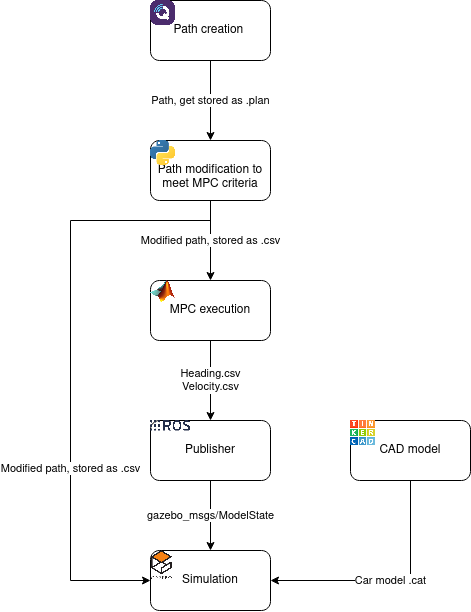 Path creation
Path, get stored as .plan
Path modification to
meet MPC criteria
Modified path, stored as .csv
MPC execution
Heading.csv
Velocity.csv
ROS
Publisher
TIN
KER
CAD
CAD model
Modified path, stored as .csv
gazebo_msgs/ModelState
Simulation
Car model .cat